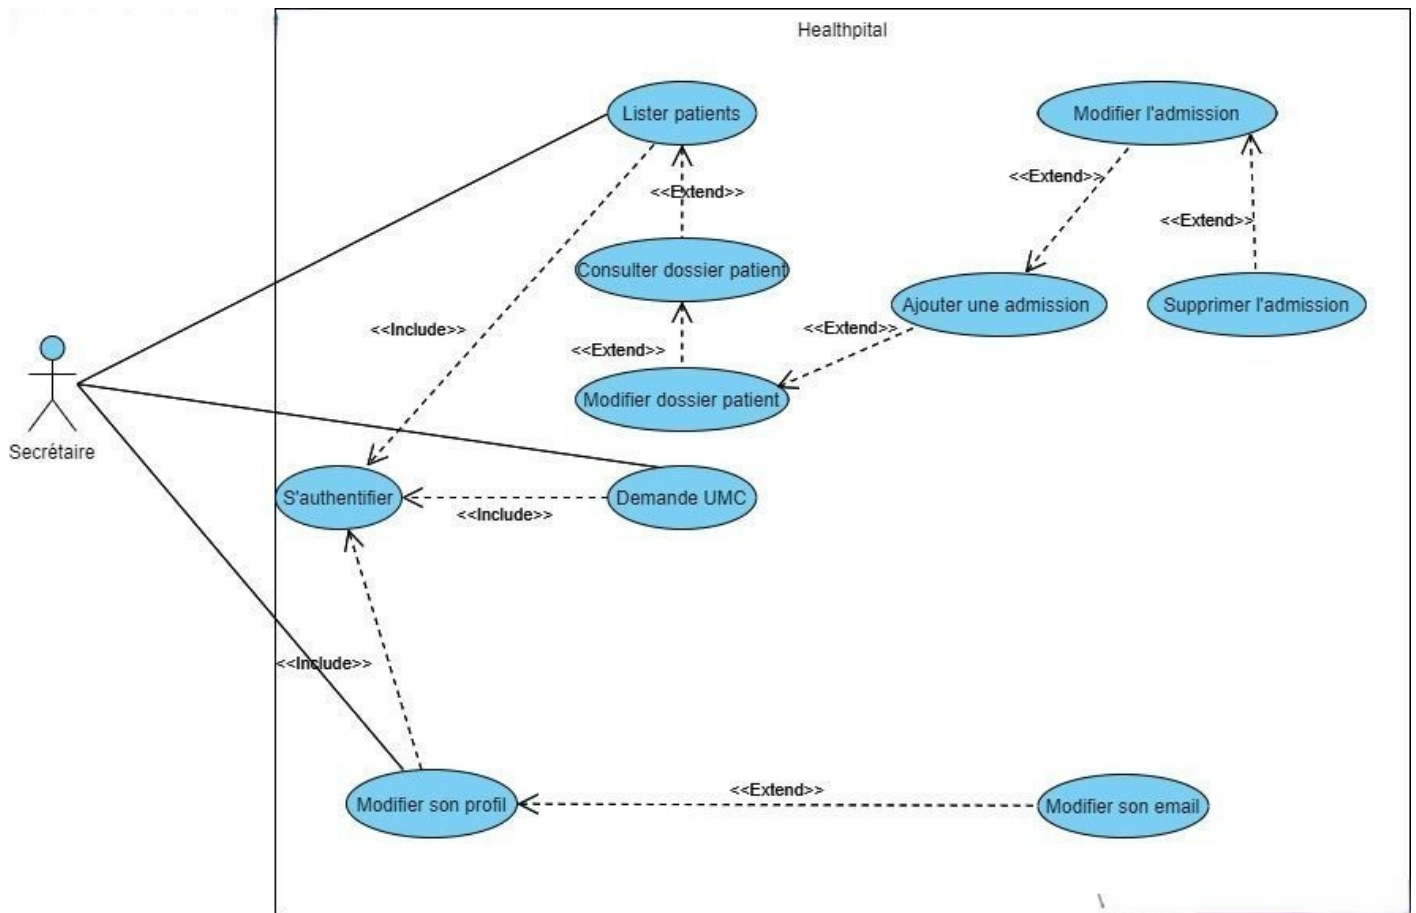 Healthpital
Lister patients
Modifier l'admission
<<Extend>>
<<Extend>>
<<Extend>>
Consulter dossier patient
Ajouter une admission
Supprimer l'admission
<<Include>>
<<Extend>>
<<Extend>>
Modifier dossier patient
Secrétaire
S'authentifier
Demande UMC
<<Include>>
<<Include>>
<<Extend>>
Modifier son profil
Modifier son email